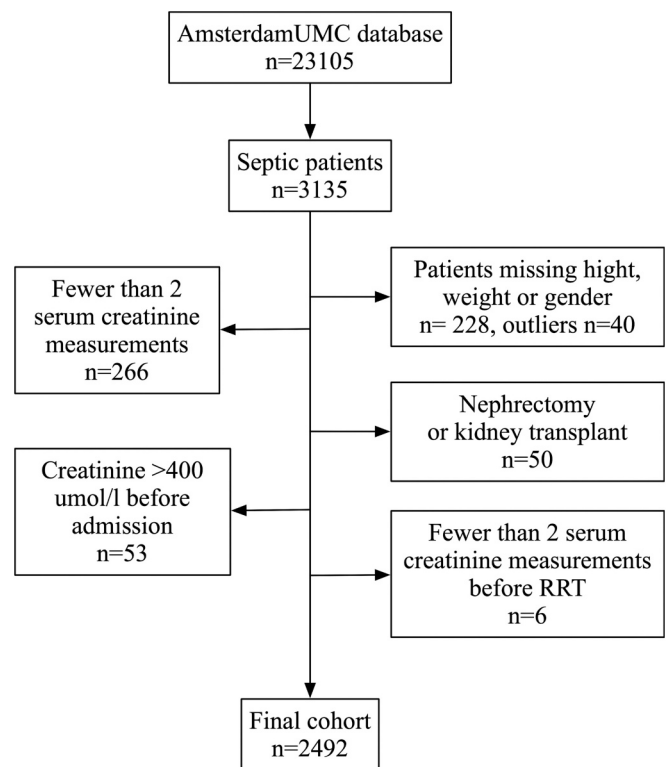 AmsterdamUMC database
n=23105
Septic patients
n=3135
Patients missing hight,
weight or gender
n= 228, outliers n=40
Fewer than 2
serum creatinine
measurements
n=266
Nephrectomy
or kidney transplant
n=50
Creatinine >400
umol/l before
admission
n=53
Fewer than 2 serum
creatinine measurements
before RRT
n=6
Final cohort
n=2492